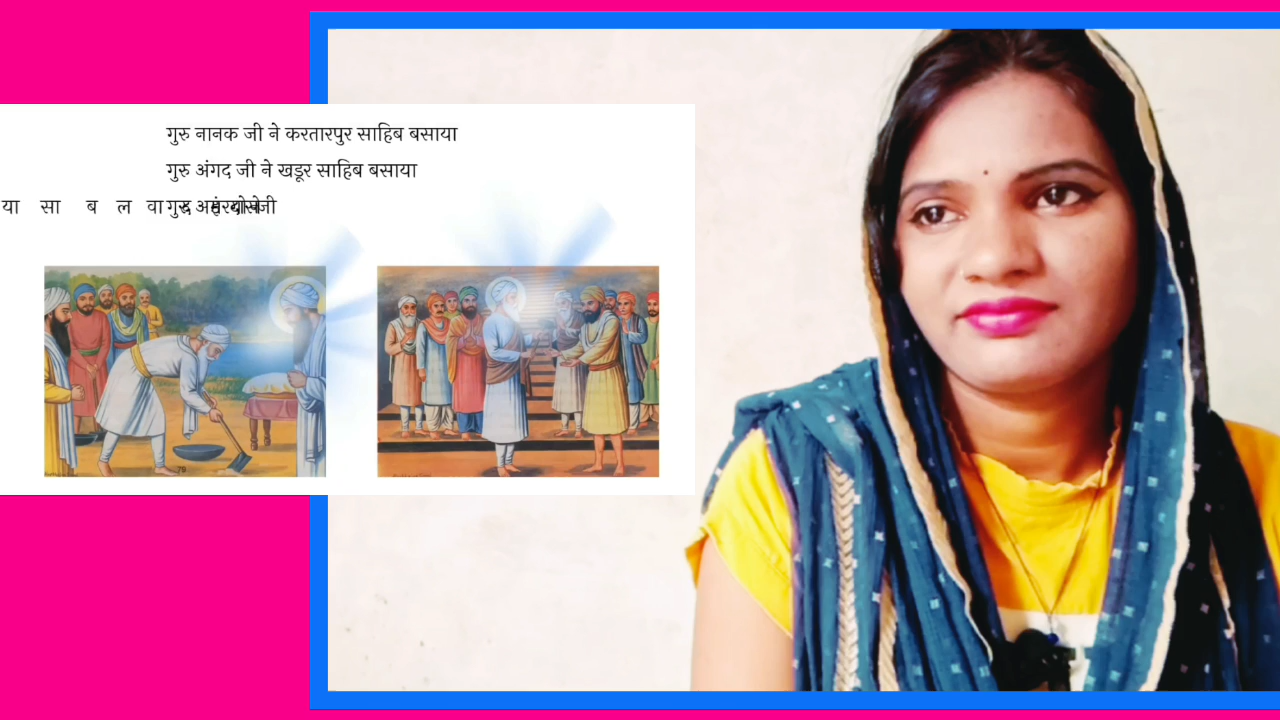 गुरु नानक जी ने करतारपुर साहिब बसाया
गुरु अंगद जी ने खडूर साहिब बसाया
या सा ब ल वा गुरु जी